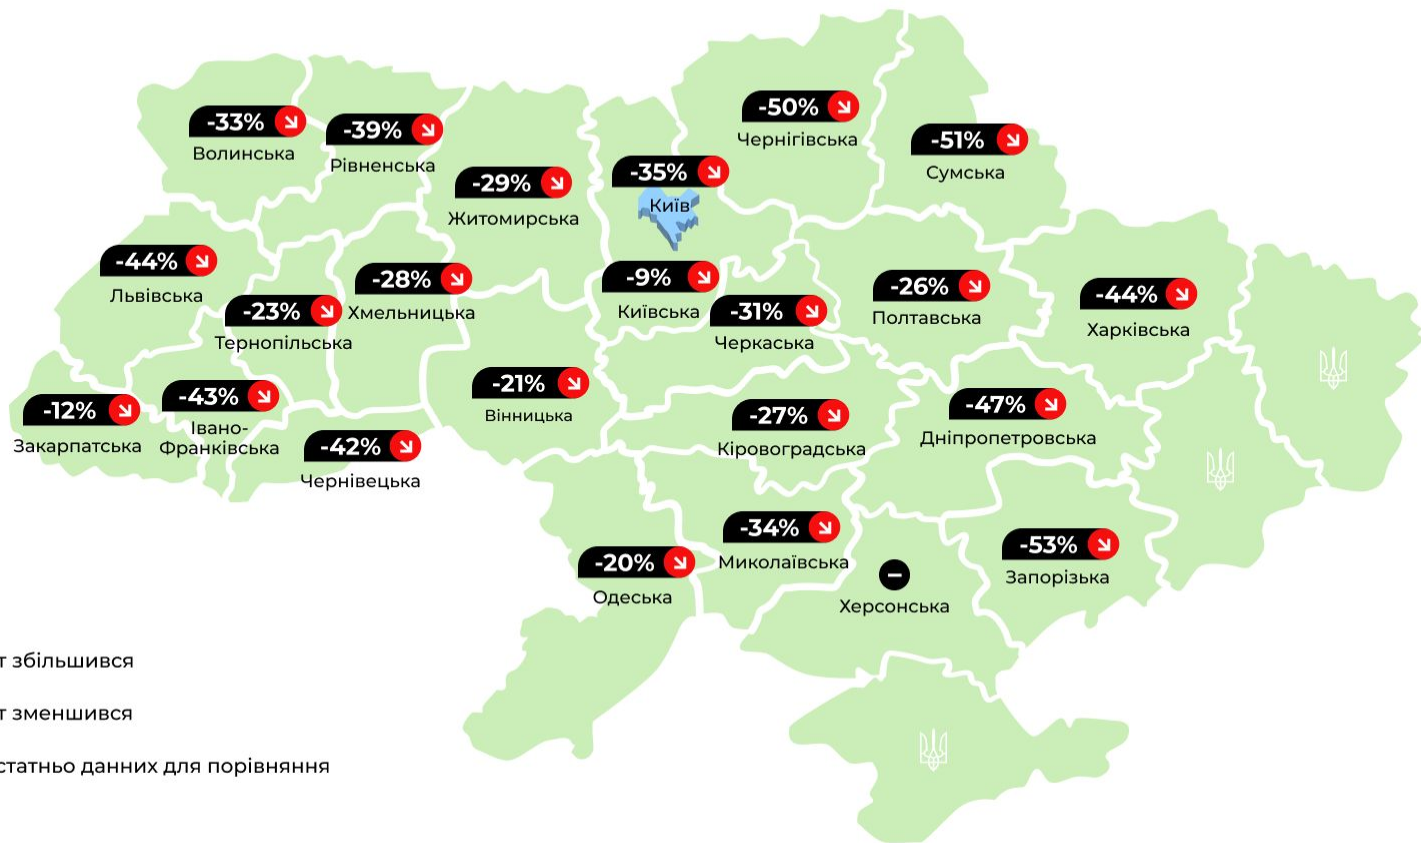 -50%
Чернігівська
-33%
Волинська
-39%
Рівненська
-51%
Сумська
-35%
Київ
-29%
Житомирська
-44%
Львівська
-28%
Хмельницька
-9%
Київська
-26%
Полтавська
-44%
Харківська
-23%
Тернопільська
-31%
Черкаська
-21%
Вінницька
-12%
Закарпатська
-43%
Івано-
Франківська
-42%
Чернівецька
-27%
Кіровоградська
-47%
Дніпропетровська
-34%
Миколаївська
-53%
Запорізька
-20%
Одеська
Херсонська
т збільшився
т зменшився
статньо данних для порівняння